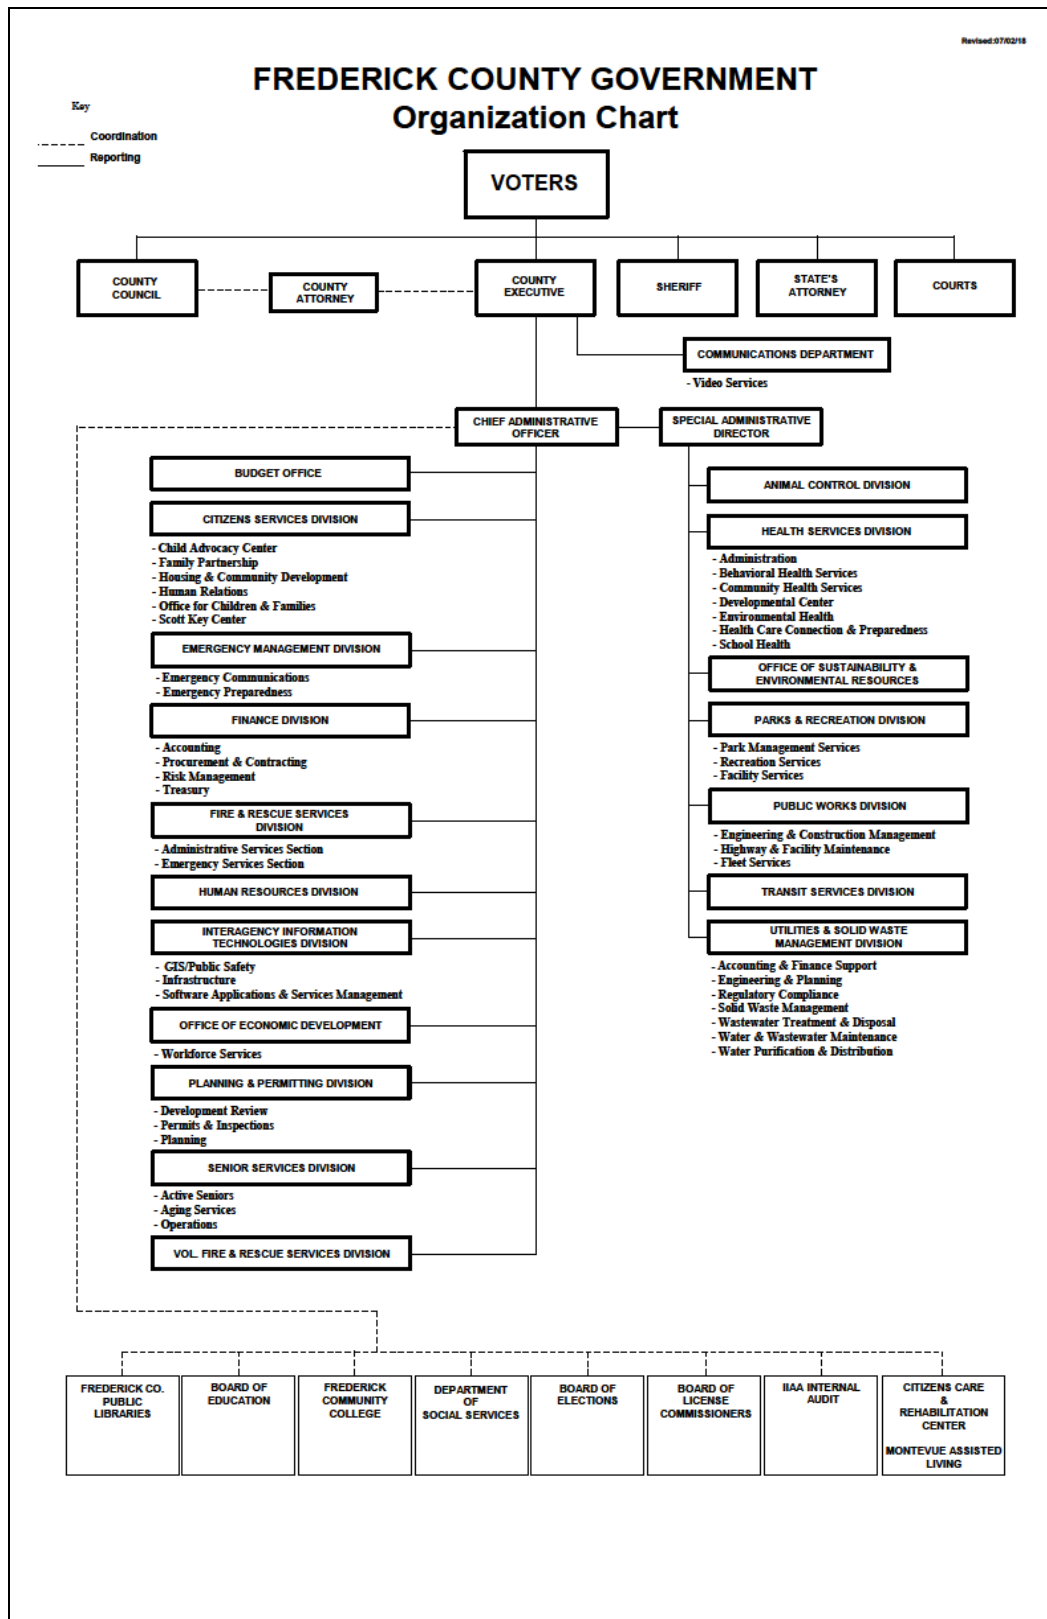 Revised:07/02/18
FREDERICK COUNTY GOVERNMENT
Organization Chart
Key
Coordination
Reporting
VOTERS
COUNTY
COUNCIL
COUNTY
ATTORNEY
COUNTY
EXECUTIVE
SHERIFF
STATE'S
ATTORNEY
COURTS
COMMUNICATIONS DEPARTMENT
- Video Services
CHIEF ADMINISTRATIVE
OFFICER
SPECIAL ADMINISTRATIVE
DIRECTOR
BUDGET OFFICE
CITIZENS SERVICES DIVISION
- Child Advocacy Center
- Family Partnership
- Housing & Community Development
- Human Relations
- Office for Children & Families
- Scott Key Center
EMERGENCY MANAGEMENT DIVISION
- Emergency Communications
- Emergency Preparedness
FINANCE DIVISION
- Accounting
- Procurement & Contracting
- Risk Management
- Treasury
FIRE & RESCUE SERVICES
DIVISION
- Administrative Services Section
- Emergency Services Section
HUMAN RESOURCES DIVISION
INTERAGENCY INFORMATION
TECHNOLOGIES DIVISION
- GIS/Public Safety
- Infrastructure
- Software Applications & Services Management
OFFICE OF ECONOMIC DEVELOPMENT
- Workforce Services
PLANNING & PERMITTING DIVISION
- Development Review
- Permits & Inspections
- Planning
SENIOR SERVICES DIVISION
- Active Seniors
- Aging Services
- Operations
VOL. FIRE & RESCUE SERVICES DIVISION
ANIMAL CONTROL DIVISION
HEALTH SERVICES DIVISION
- Administration
- Behavioral Health Services
- Community Health Services
- Developmental Center
- Environmental Health
- Health Care Connection & Preparedness
- School Health
OFFICE OF SUSTAINABILITY &
ENVIRONMENTAL RESOURCES
PARKS & RECREATION DIVISION
- Park Management Services
- Recreation Services
- Facility Services
PUBLIC WORKS DIVISION
- Engineering & Construction Management
- Highway & Facility Maintenance
- Fleet Services
TRANSIT SERVICES DIVISION
UTILITIES & SOLID WASTE
MANAGEMENT DIVISION
- Accounting & Finance Support
- Engineering & Planning
- Regulatory Compliance
- Solid Waste Management
- Wastewater Treatment & Disposal
- Water & Wastewater Maintenance
- Water Purification & Distribution
FREDERICK CO.
PUBLIC
LIBRARIES
BOARD OF
EDUCATION
FREDERICK
COMMUNITY
COLLEGE
DEPARTMENT
OF
SOCIAL SERVICES
BOARD OF
ELECTIONS
BOARD OF
LICENSE
COMMISSIONERS
IIAA INTERNAL
AUDIT
CITIZENS CARE
&
REHABILITATION
CENTER
MONTEVUE ASSISTED
LIVING